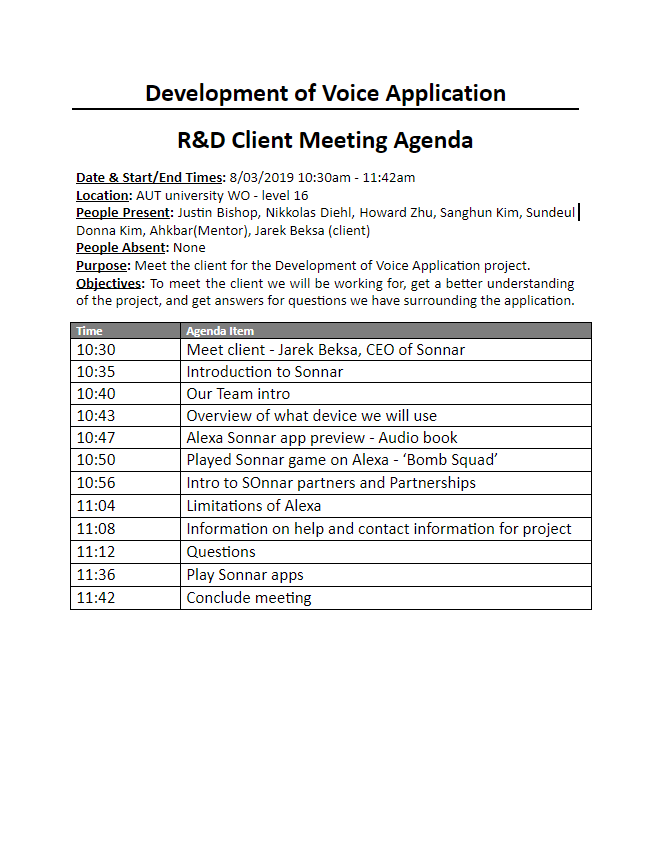 Development of Voice Application
R&D Client Meeting Agenda
Date & Start/End Times: 8/03/2019 10:30am - 11:42am
Location: AUT university WO - level 16
People Present: Justin Bishop, Nikkolas Diehl, Howard Zhu, Sanghun Kim, Sundeul
Donna Kim, Ahkbar(Mentor), Jarek Beksa (client)
People Absent: None
Purpose: Meet the client for the Development of Voice Application project.
Objectives: To meet the client we will be working for, get a better understanding
of the project, and get answers for questions we have surrounding the application.
Time Agenda Item
10:30 Meet client - Jarek Beksa, CEO of Sonnar
10:35 Introduction to Sonnar
10:40 Our Team intro
10:43 Overview of what device we will use
10:47 Alexa Sonnar app preview - Audio book
10:50 Played Sonnar game on Alexa - ‘Bomb Squad’
10:56 Intro to SOnnar partners and Partnerships
11:04 Limitations of Alexa
11:08 Information on help and contact information for project
11:12 Questions
11:36 Play Sonnar apps
11:42 Conclude meeting